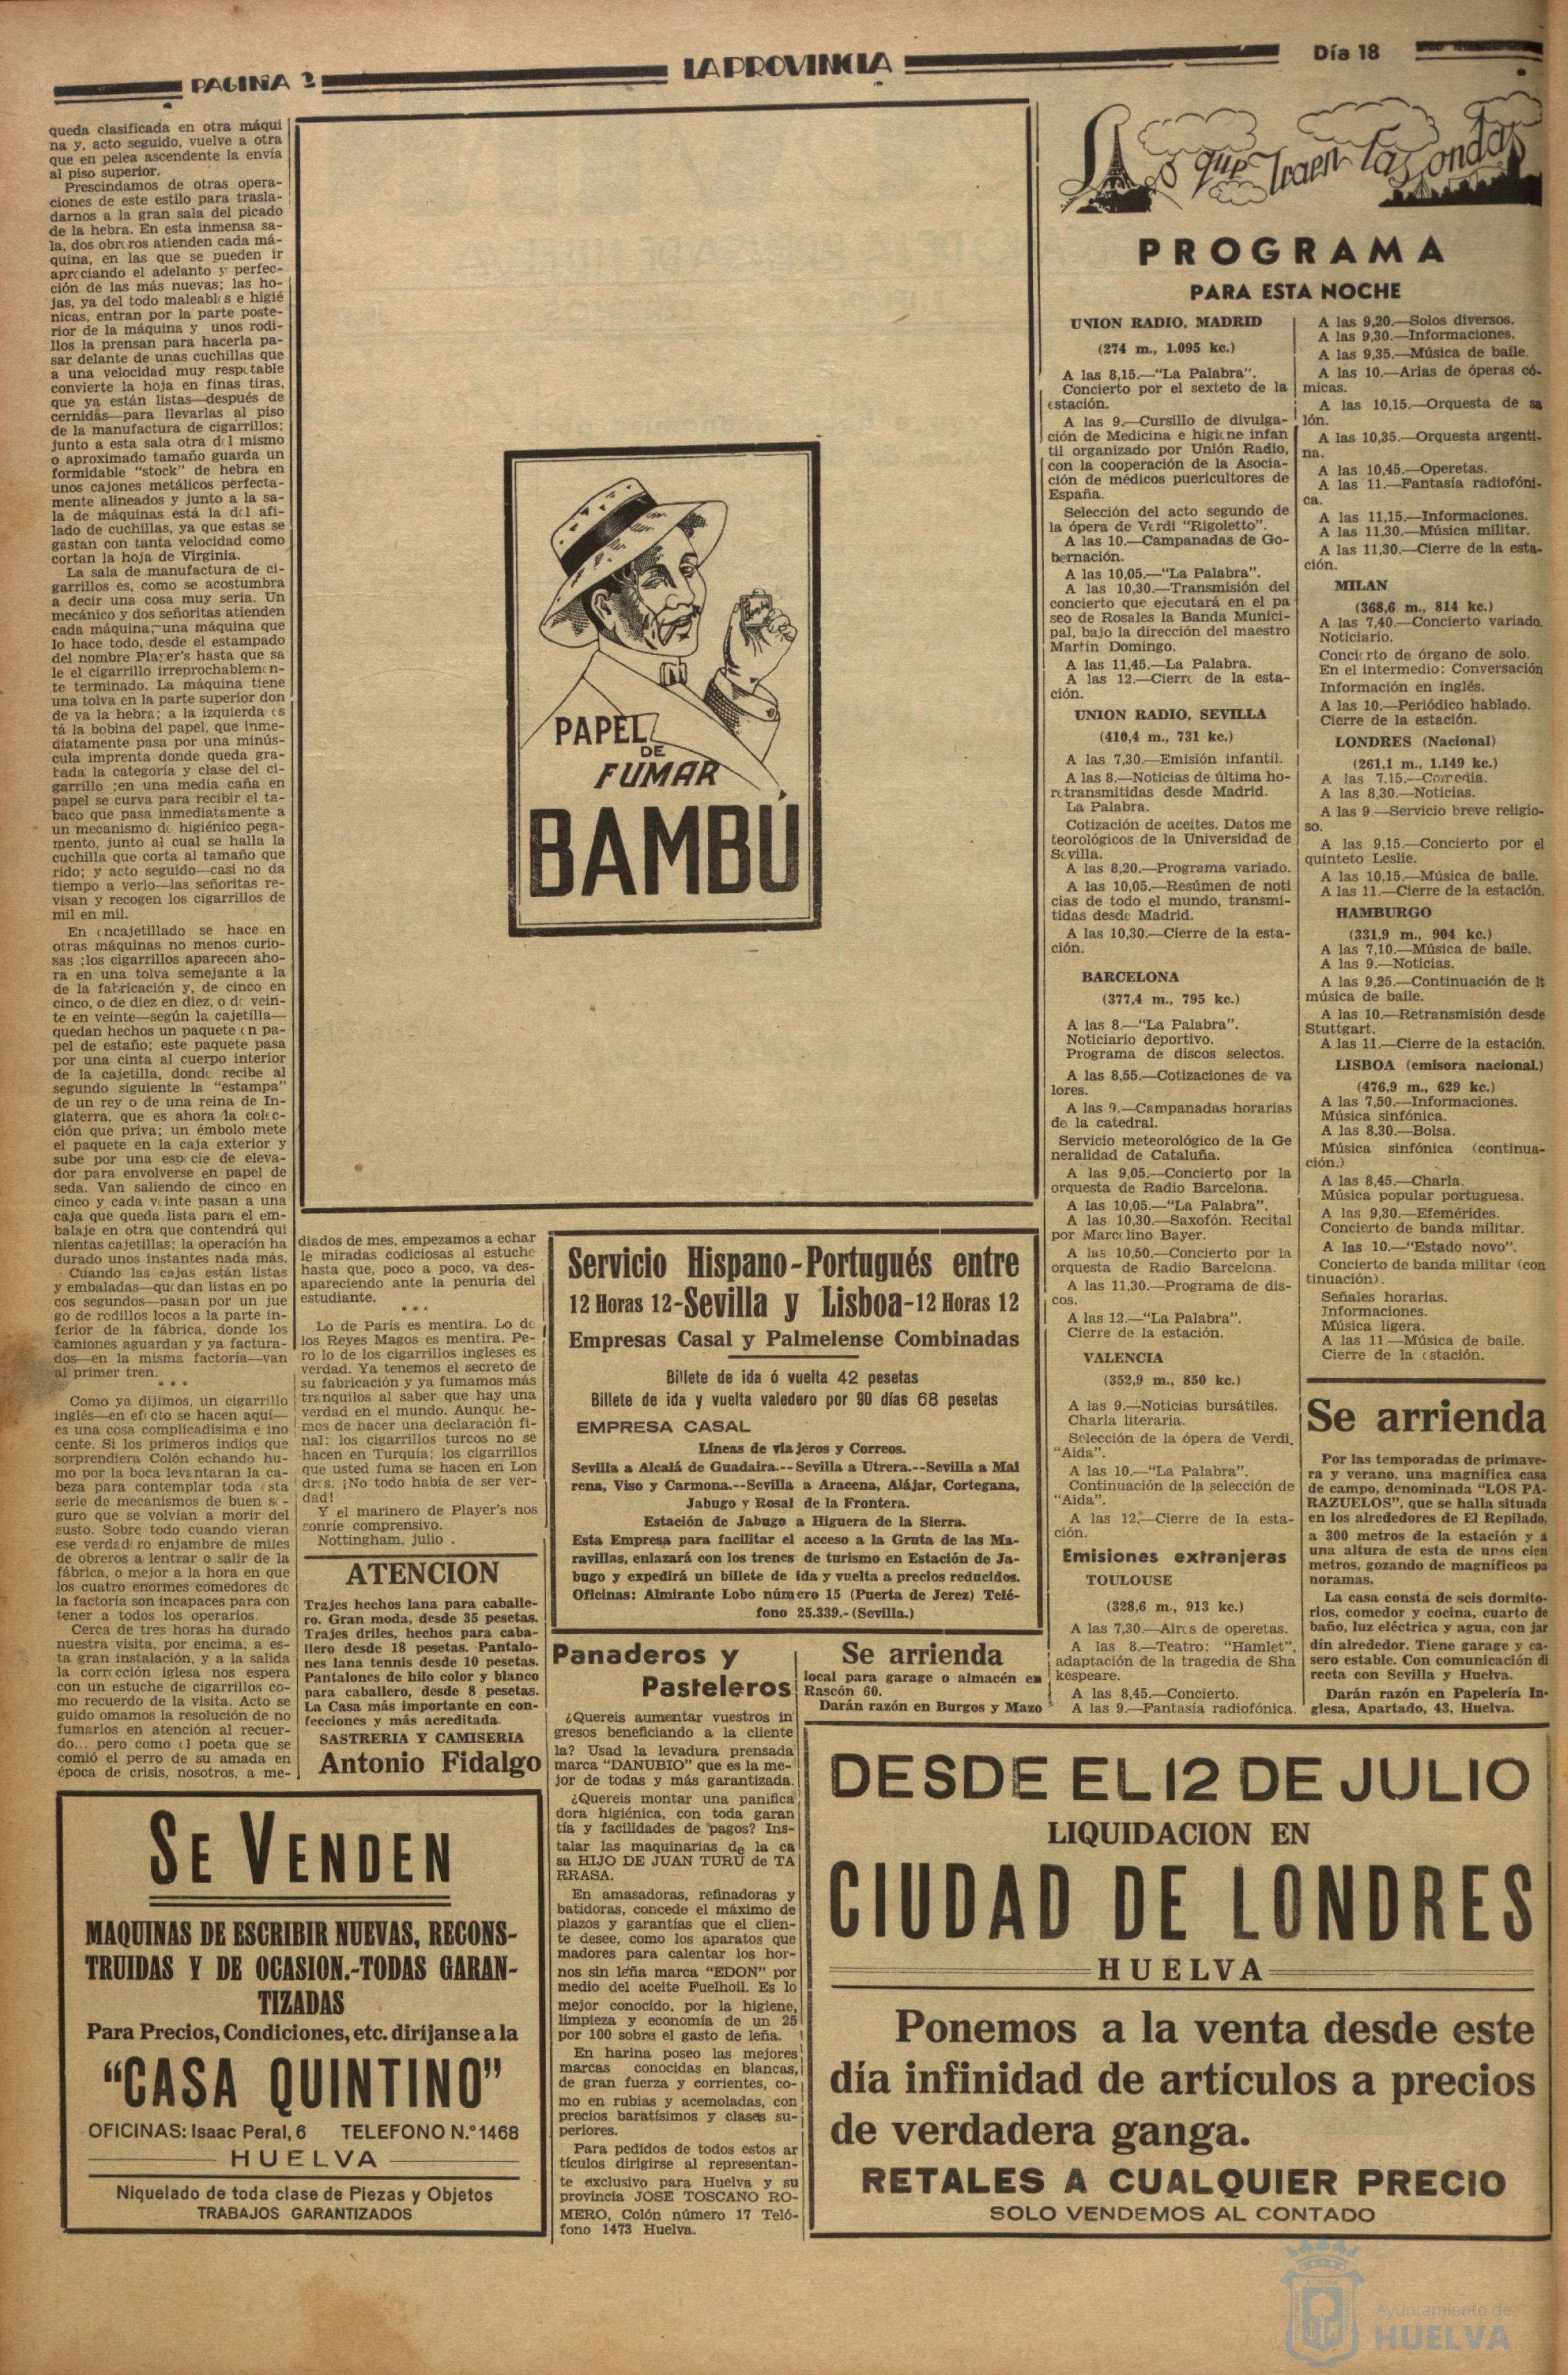 PAGINA 2
LA PROVINCIA
Día 18
queda clasificada en otra máqui
na y, acto seguido, vuelve a otra
que en pelea ascendente la envía
al piso superior.
Prescindamos de otras opera-
ciones de este estilo para trasla-
darnos a la gran sala del picado
de la hebra. En esta inmensa sa-
la, dos obreros atienden cada má-
quina, en las que se pueden ir
apreciando el adelanto y perfec-
ción de las más nuevas; las ho-
jas, ya del todo maleables e higié
nicas, entran por la parte poste-
rior de la máquina y unos rodi-
llos la prensan para hacerla pa-
sar delante de unas cuchillas que
a una velocidad muy respetable
convierte la hoja en finas tiras,
que ya están listas—después de
cernidas—para llevarlas al piso
de la manufactura de cigarrillos;
junto a esta sala otra del mismo
o aproximado tamaño guarda un
formidable "stock" de hebra en
unos cajones metálicos perfecta-
mente alineados y junto a la sa-
la de máquinas está la del afi-
lado de cuchillas, ya que estas se
gastan con tanta velocidad como
cortan la hoja de Virginia.
La sala de manufactura de ci-
garrillos es, como se acostumbra
a decir una cosa muy seria. Un
mecánico y dos señoritas atienden
cada máquina; una máquina que
lo hace todo, desde el estampado
del nombre Player's hasta que sa
le el cigarrillo irreprochablemen-
te terminado. La máquina tiene
una tolva en la parte superior don
de va la hebra; a la izquierda es
tá la bobina del papel, que inme-
diatamente pasa por una minús-
cula imprenta donde queda gra-
bada la categoría y clase del ci-
garrillo ;en una media caña en
papel se curva para recibir el ta-
baco que pasa inmediatamente a
un mecanismo de higiénico pega-
mento, junto al cual se halla la
cuchilla que corta al tamaño que
rido; y acto seguido—casi no da
tiempo a verlo—las señoritas re-
visan y recogen los cigarrillos de
mil en mil.
En encajetillado se hace en
otras máquinas no menos curio-
sas ;los cigarrillos aparecen aho-
ra en una tolva semejante a la
de la fabricación y, de cinco en
cinco, o de diez en diez, o de vein-
te en veinte—según la cajetilla—
quedan hechos un paquete en pa-
pel de estaño; este paquete pasa
por una cinta al cuerpo interior
de la cajetilla, donde recibe al
segundo siguiente la "estampa"
de un rey o de una reina de In-
glaterra, que es ahora la colec-
ción que priva; un émbolo mete
el paquete en la caja exterior y
sube por una especie de eleva-
dor para envolverse en papel de
seda. Van saliendo de cinco en
cinco y cada veinte pasan a una
caja que queda lista para el em-
balaje en otra que contendrá qui
nientas cajetillas; la operación ha
durado unos instantes nada más.
Cuando las cajas están listas
y embaladas—quedan listas en po
cos segundos—pasan por un jue
go de rodillos locos a la parte in-
ferior de la fábrica, donde los
camiones aguardan y ya factura-
dos—en la misma factoría—van
al primer tren.
* * *
Como ya dijimos, un cigarrillo
inglés—en efecto se hacen aquí—
es una cosa complicadísima e ino
cente. Si los primeros indios que
sorprendiera Colón echando hu-
mo por la boca levantaran la ca-
beza para contemplar toda esta
serie de mecanismos de buen se-
guro que se volvían a morir del
susto. Sobre todo cuando vieran
ese verdadero enjambre de miles
de obreros a lentrar o salir de la
fábrica, o mejor a la hora en que
los cuatro enormes comedores de
la factoría son incapaces para con
tener a todos los operarios.
Cerca de tres horas ha durado
nuestra visita, por encima, a es-
ta gran instalación, y a la salida
la corrección iglesa nos espera
con un estuche de cigarrillos co-
mo recuerdo de la visita. Acto se
guido omamos la resolución de no
fumarlos en atención al recuer-
do... pero como el poeta que se
comió el perro de su amada en
época de crisis, nosotros, a me-
diados de mes, empezamos a echar
le miradas codiciosas al estuche
hasta que, poco a poco, va des-
apareciendo ante la penuria del
estudiante.
* * *
Lo de París es mentira. Lo de
los Reyes Magos es mentira. Pe-
ro lo de los cigarrillos ingleses es
verdad. Ya tenemos el secreto de
su fabricación y ya fumamos más
tranquilos al saber que hay una
verdad en el mundo. Aunque he-
mos de hacer una declaración fi-
nal: los cigarrillos turcos no se
hacen en Turquía; los cigarrillos
que usted fuma se hacen en Lon
dres. ¡No todo había de ser ver-
dad!
Y el marinero de Player's nos
sonríe comprensivo.
Nottingham, julio .
PAPEL
DE
FUMAR
BAMBÚ
ATENCION
Trajes hechos lana para caballe-
ro. Gran moda, desde 35 pesetas.
Trajes driles, hechos para caba-
llero desde 18 pesetas. Pantalo-
nes lana tennis desde 10 pesetas.
Pantalones de hilo color y blanco
para caballero, desde 8 pesetas.
La Casa más importante en con-
fecciones y más acreditada.
SASTRERIA Y CAMISERIA
Antonio Fidalgo
SE VENDEN
MAQUINAS DE ESCRIBIR NUEVAS, RECONS-
TRUIDAS Y DE OCASION.-TODAS GARAN-
TIZADAS
Para Precios, Condiciones, etc. diríjanse a la
"CASA QUINTINO"
OFICINAS: Isaac Peral, 6 TELEFONO N.º 1468
HUELVA
Niquelado de toda clase de Piezas y Objetos
TRABAJOS GARANTIZADOS
Servicio Hispano-Portugués entre
12 Horas 12-Sevilla y Lisboa-12 Horas 12
Empresas Casal y Palmelense Combinadas
Billete de ida ó vuelta 42 pesetas
Billete de ida y vuelta valedero por 90 días 68 pesetas
EMPRESA CASAL
Líneas de viajeros y Correos.
Sevilla a Alcalá de Guadaira.--Sevilla a Utrera.--Sevilla a Mai
rena, Viso y Carmona.--Sevilla a Aracena, Alájar, Cortegana,
Jabugo y Rosal de la Frontera.
Estación de Jabugo a Higuera de la Sierra.
Esta Empresa para facilitar el acceso a la Gruta de las Ma-
ravillas, enlazará con los trenes de turismo en Estación de Ja-
bugo y expedirá un billete de ida y vuelta a precios reducidos.
Oficinas: Almirante Lobo número 15 (Puerta de Jerez) Telé-
fono 25.339.- (Sevilla.)
Panaderos y
Pasteleros
¿Quereis aumentar vuestros in
gresos beneficiando a la cliente
la? Usad la levadura prensada
marca "DANUBIO" que es la me-
jor de todas y más garantizada.
¿Quereis montar una panifica
dora higiénica, con toda garan
tía y facilidades de pagos? Ins-
talar las maquinarias de la ca
sa HIJO DE JUAN TURU de TA
RRASA.
En amasadoras, refinadoras y
batidoras, concede el máximo de
plazos y garantías que el clien-
te desee, como los aparatos que
madores para calentar los hor-
nos sin leña marca "EDON" por
medio del aceite Fuelhoil. Es lo
mejor conocido, por la higiene,
limpieza y economía de un 25
por 100 sobre el gasto de leña.
En harina poseo las mejores
marcas conocidas en blancas,
de gran fuerza y corrientes, co-
mo en rubias y acemoladas, con
precios baratísimos y clases su-
periores.
Para pedidos de todos estos ar
tículos dirigirse al representan-
te exclusivo para Huelva y su
provincia JOSE TOSCANO RO-
MERO, Colón número 17 Telé-
fono 1473 Huelva.
Se arrienda
local para garage o almacén en
Rascón 60.
Darán razón en Burgos y Mazo
Lo que traen las ondas
PROGRAMA
PARA ESTA NOCHE
UNION RADIO, MADRID
(274 m., 1.095 kc.)
A las 8,15.—"La Palabra".
Concierto por el sexteto de la
estación.
A las 9.—Cursillo de divulga-
ción de Medicina e higiene infan
til organizado por Unión Radio,
con la cooperación de la Asocia-
ción de médicos puericultores de
España.
Selección del acto segundo de
la ópera de Verdi "Rigoletto".
A las 10.—Campanadas de Go-
bernación.
A las 10,05.—"La Palabra".
A las 10,30.—Transmisión del
concierto que ejecutará en el pa
seo de Rosales la Banda Munici-
pal, bajo la dirección del maestro
Martín Domingo.
A las 11,45.—La Palabra.
A las 12.—Cierre de la esta-
ción.
UNION RADIO, SEVILLA
(410,4 m., 731 kc.)
A las 7,30.—Emisión infantil.
A las 8.—Noticias de última ho-
retransmitidas desde Madrid.
La Palabra.
Cotización de aceites. Datos me
teorológicos de la Universidad de
Sevilla.
A las 8,20.—Programa variado.
A las 10,05.—Resúmen de noti
cias de todo el mundo, transmi-
tidas desde Madrid.
A las 10,30.—Cierre de la esta-
ción.
BARCELONA
(377,4 m., 795 kc.)
A las 8.—"La Palabra".
Noticiario deportivo.
Programa de discos selectos.
A las 8,55.—Cotizaciones de va
lores.
A las 9.—Campanadas horarias
de la catedral.
Servicio meteorológico de la Ge
neralidad de Cataluña.
A las 9,05.—Concierto por la
orquesta de Radio Barcelona.
A las 10,05.—"La Palabra".
A las 10,30.—Saxofón. Recital
por Marcelino Bayer.
A las 10,50.—Concierto por la
orquesta de Radio Barcelona.
A las 11,30.—Programa de dis-
cos.
A las 12.—"La Palabra".
Cierre de la estación.
VALENCIA
(352,9 m., 850 kc.)
A las 9.—Noticias bursátiles.
Charla literaria.
Selección de la ópera de Verdi,
"Aida".
A las 10.—"La Palabra".
Continuación de la selección de
"Aida".
A las 12.—Cierre de la esta-
ción.
Emisiones extranjeras
TOULOUSE
(328,6 m., 913 kc.)
A las 7,30.—Aires de operetas.
A las 8.—Teatro: "Hamlet",
adaptación de la tragedia de Sha
kespeare.
A las 8,45.—Concierto.
A las 9.—Fantasía radiofónica.
A las 9,20.—Solos diversos.
A las 9,30.—Informaciones.
A las 9,35.—Música de baile.
A las 10.—Arias de óperas có-
micas.
A las 10,15.—Orquesta de sa
lón.
A las 10,35.—Orquesta argenti-
na.
A las 10,45.—Operetas.
A las 11.—Fantasía radiofóni-
ca.
A las 11,15.—Informaciones.
A las 11,30.—Música militar.
A las 11,30.—Cierre de la esta-
ción.
MILAN
(368,6 m., 814 kc.)
A las 7,40.—Concierto variado.
Noticiario.
Concierto de órgano de solo.
En el intermedio: Conversación
Información en inglés.
A las 10.—Periódico hablado.
Cierre de la estación.
LONDRES (Nacional)
(261,1 m., 1.149 kc.)
A las 7,15.—Comedia.
A las 8,30.—Noticias.
A las 9 —Servicio breve religio-
so.
A las 9,15.—Concierto por el
quinteto Leslie.
A las 10,15.—Música de baile.
A las 11.—Cierre de la estación.
HAMBURGO
(331,9 m., 904 kc.)
A las 7,10.—Música de baile.
A las 9.—Noticias.
A las 9,25.—Continuación de lt
música de baile.
A las 10.—Retransmisión desde
Stuttgart.
A las 11.—Cierre de la estación.
LISBOA (emisora nacional.)
(476,9 m., 629 kc.)
A las 7,50.—Informaciones.
Música sinfónica.
A las 8,30.—Bolsa.
Música sinfónica (continua-
ción.)
A las 8,45.—Charla.
Música popular portuguesa.
A las 9,30.—Efemérides.
Concierto de banda militar.
A las 10.—"Estado novo".
Concierto de banda militar (con
tinuación).
Señales horarias.
Informaciones.
Música ligera.
A las 11.—Música de baile.
Cierre de la estación.
Se arrienda
Por las temporadas de primave-
ra y verano, una magnífica casa
de campo, denominada "LOS PA-
RAZUELOS", que se halla situada
en los alrededores de El Repilado,
a 300 metros de la estación y a
una altura de esta de unos cien
metros, gozando de magníficos pa
noramas.
La casa consta de seis dormito-
rios, comedor y cocina, cuarto de
baño, luz eléctrica y agua, con jar
dín alrededor. Tiene garage y ca-
sero estable. Con comunicación di
recta con Sevilla y Huelva.
Darán razón en Papelería In-
glesa, Apartado, 43, Huelva.
DESDE EL 12 DE JULIO
LIQUIDACION EN
CIUDAD DE LONDRES
HUELVA
Ponemos a la venta desde este
día infinidad de artículos a precios
de verdadera ganga.
RETALES A CUALQUIER PRECIO
SOLO VENDEMOS AL CONTADO
Ayuntamiento de
HUELVA